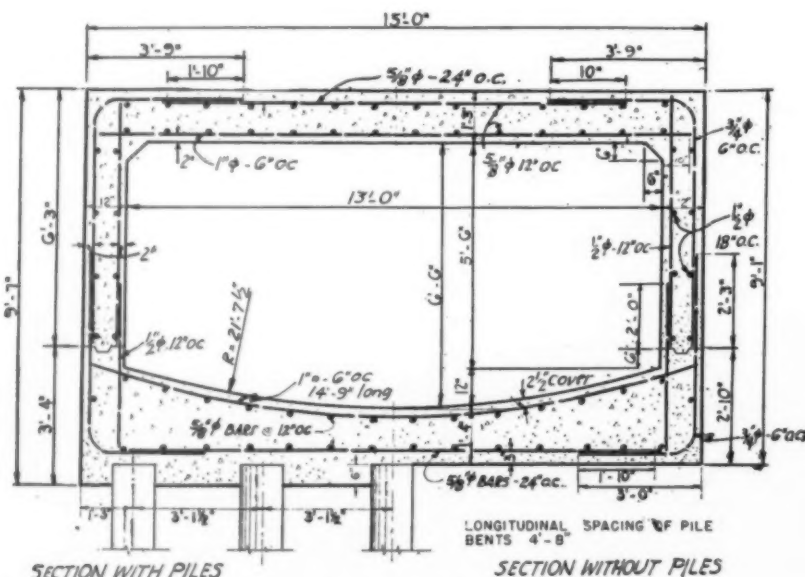 15'-0"
3'-9"
3'-9"
1'-10"
10"
5/8"φ-24" o.c.
3/4"φ
6" o.c.
1"φ-6"o.c.
2"
5/8"φ 12"oc
6"
6"
12"
13'-0"
6'-3"
2"
9'-7"
5'-6"
6'-6"
1/2"φ-12"oc
1/2"φ
18"o.c.
9'-1"
2'-3"
2'-0"
R = 21'-7 1/2"
1/2"φ-12"oc
1"▫-6"oc
14'-9" long
12"
2 1/2" cover
3'-4"
2'-10"
5/8"φ BARS @ 12"oc
5/8"φ BARS-24"o.c.
3/4"φ-6"o.c.
6"
1'-10"
3'-0"
1'-3"
3'-1 1/2"
3'-1 1/2"
LONGITUDINAL SPACING OF PILE
BENTS 4'-8"
SECTION WITH PILES
SECTION WITHOUT PILES